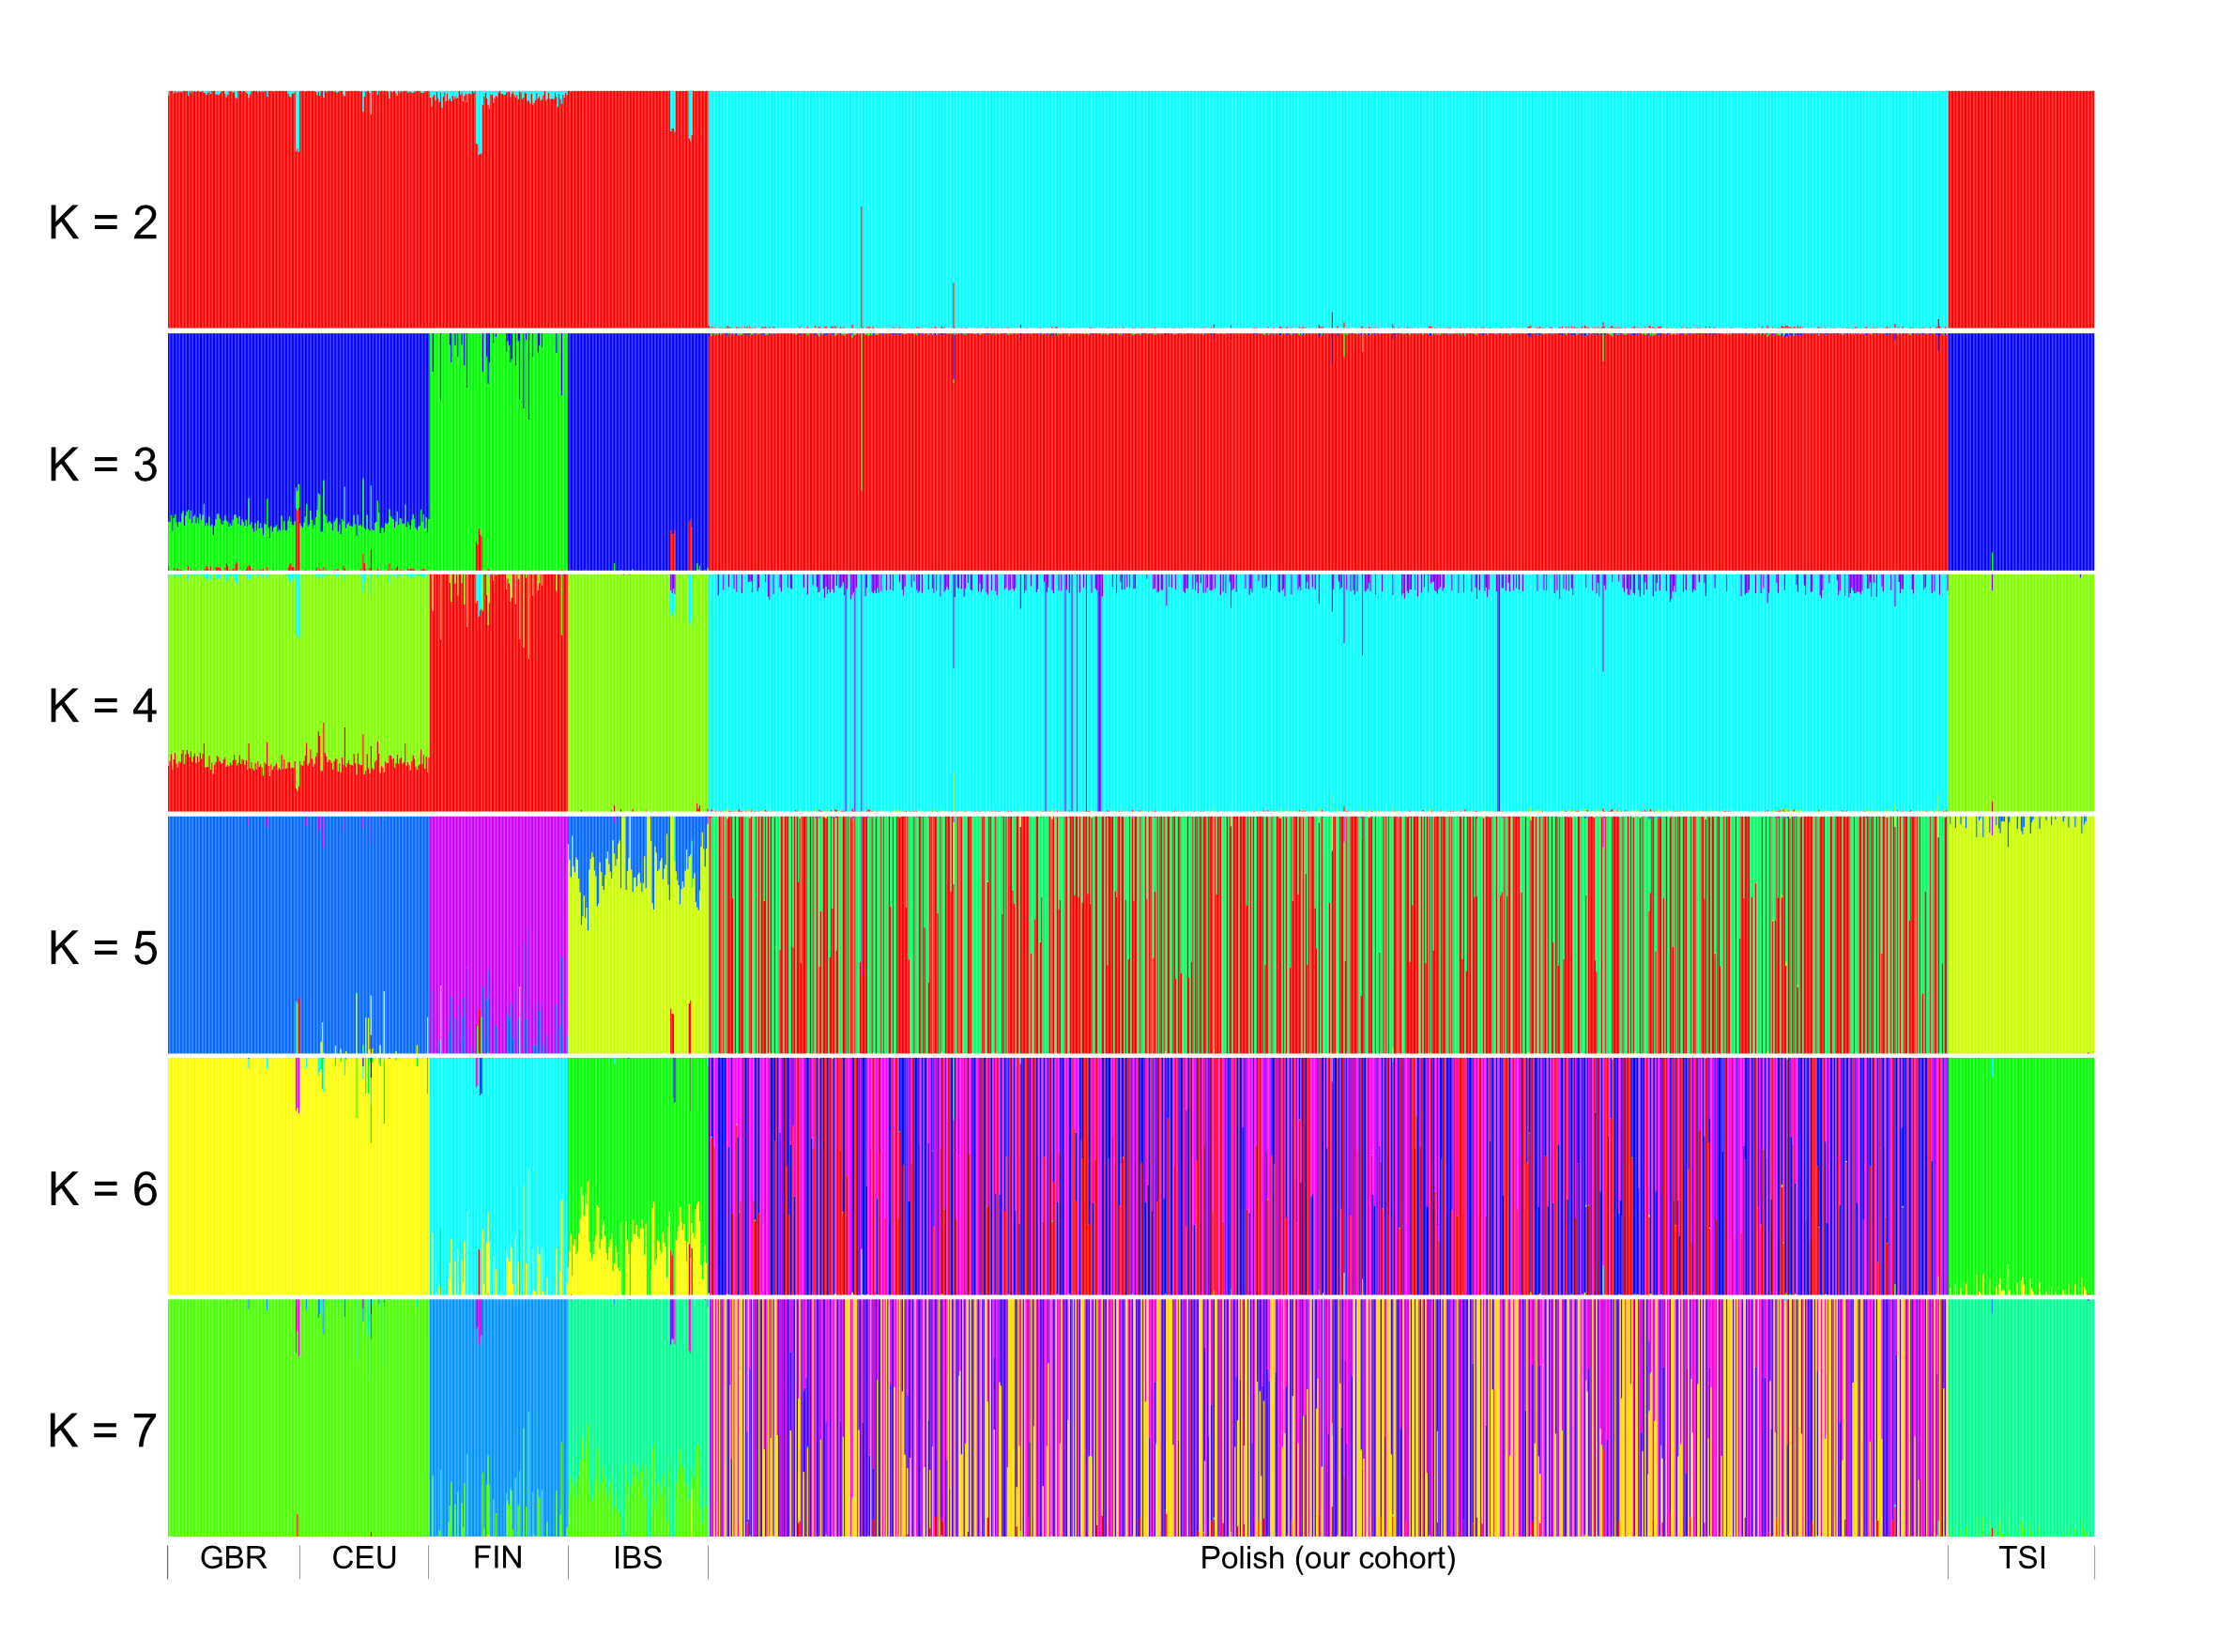 K = 2
K = 3
K = 4
K = 5
K = 6
K = 7
GBR CEU FIN IBS Polish (our cohort) TSI